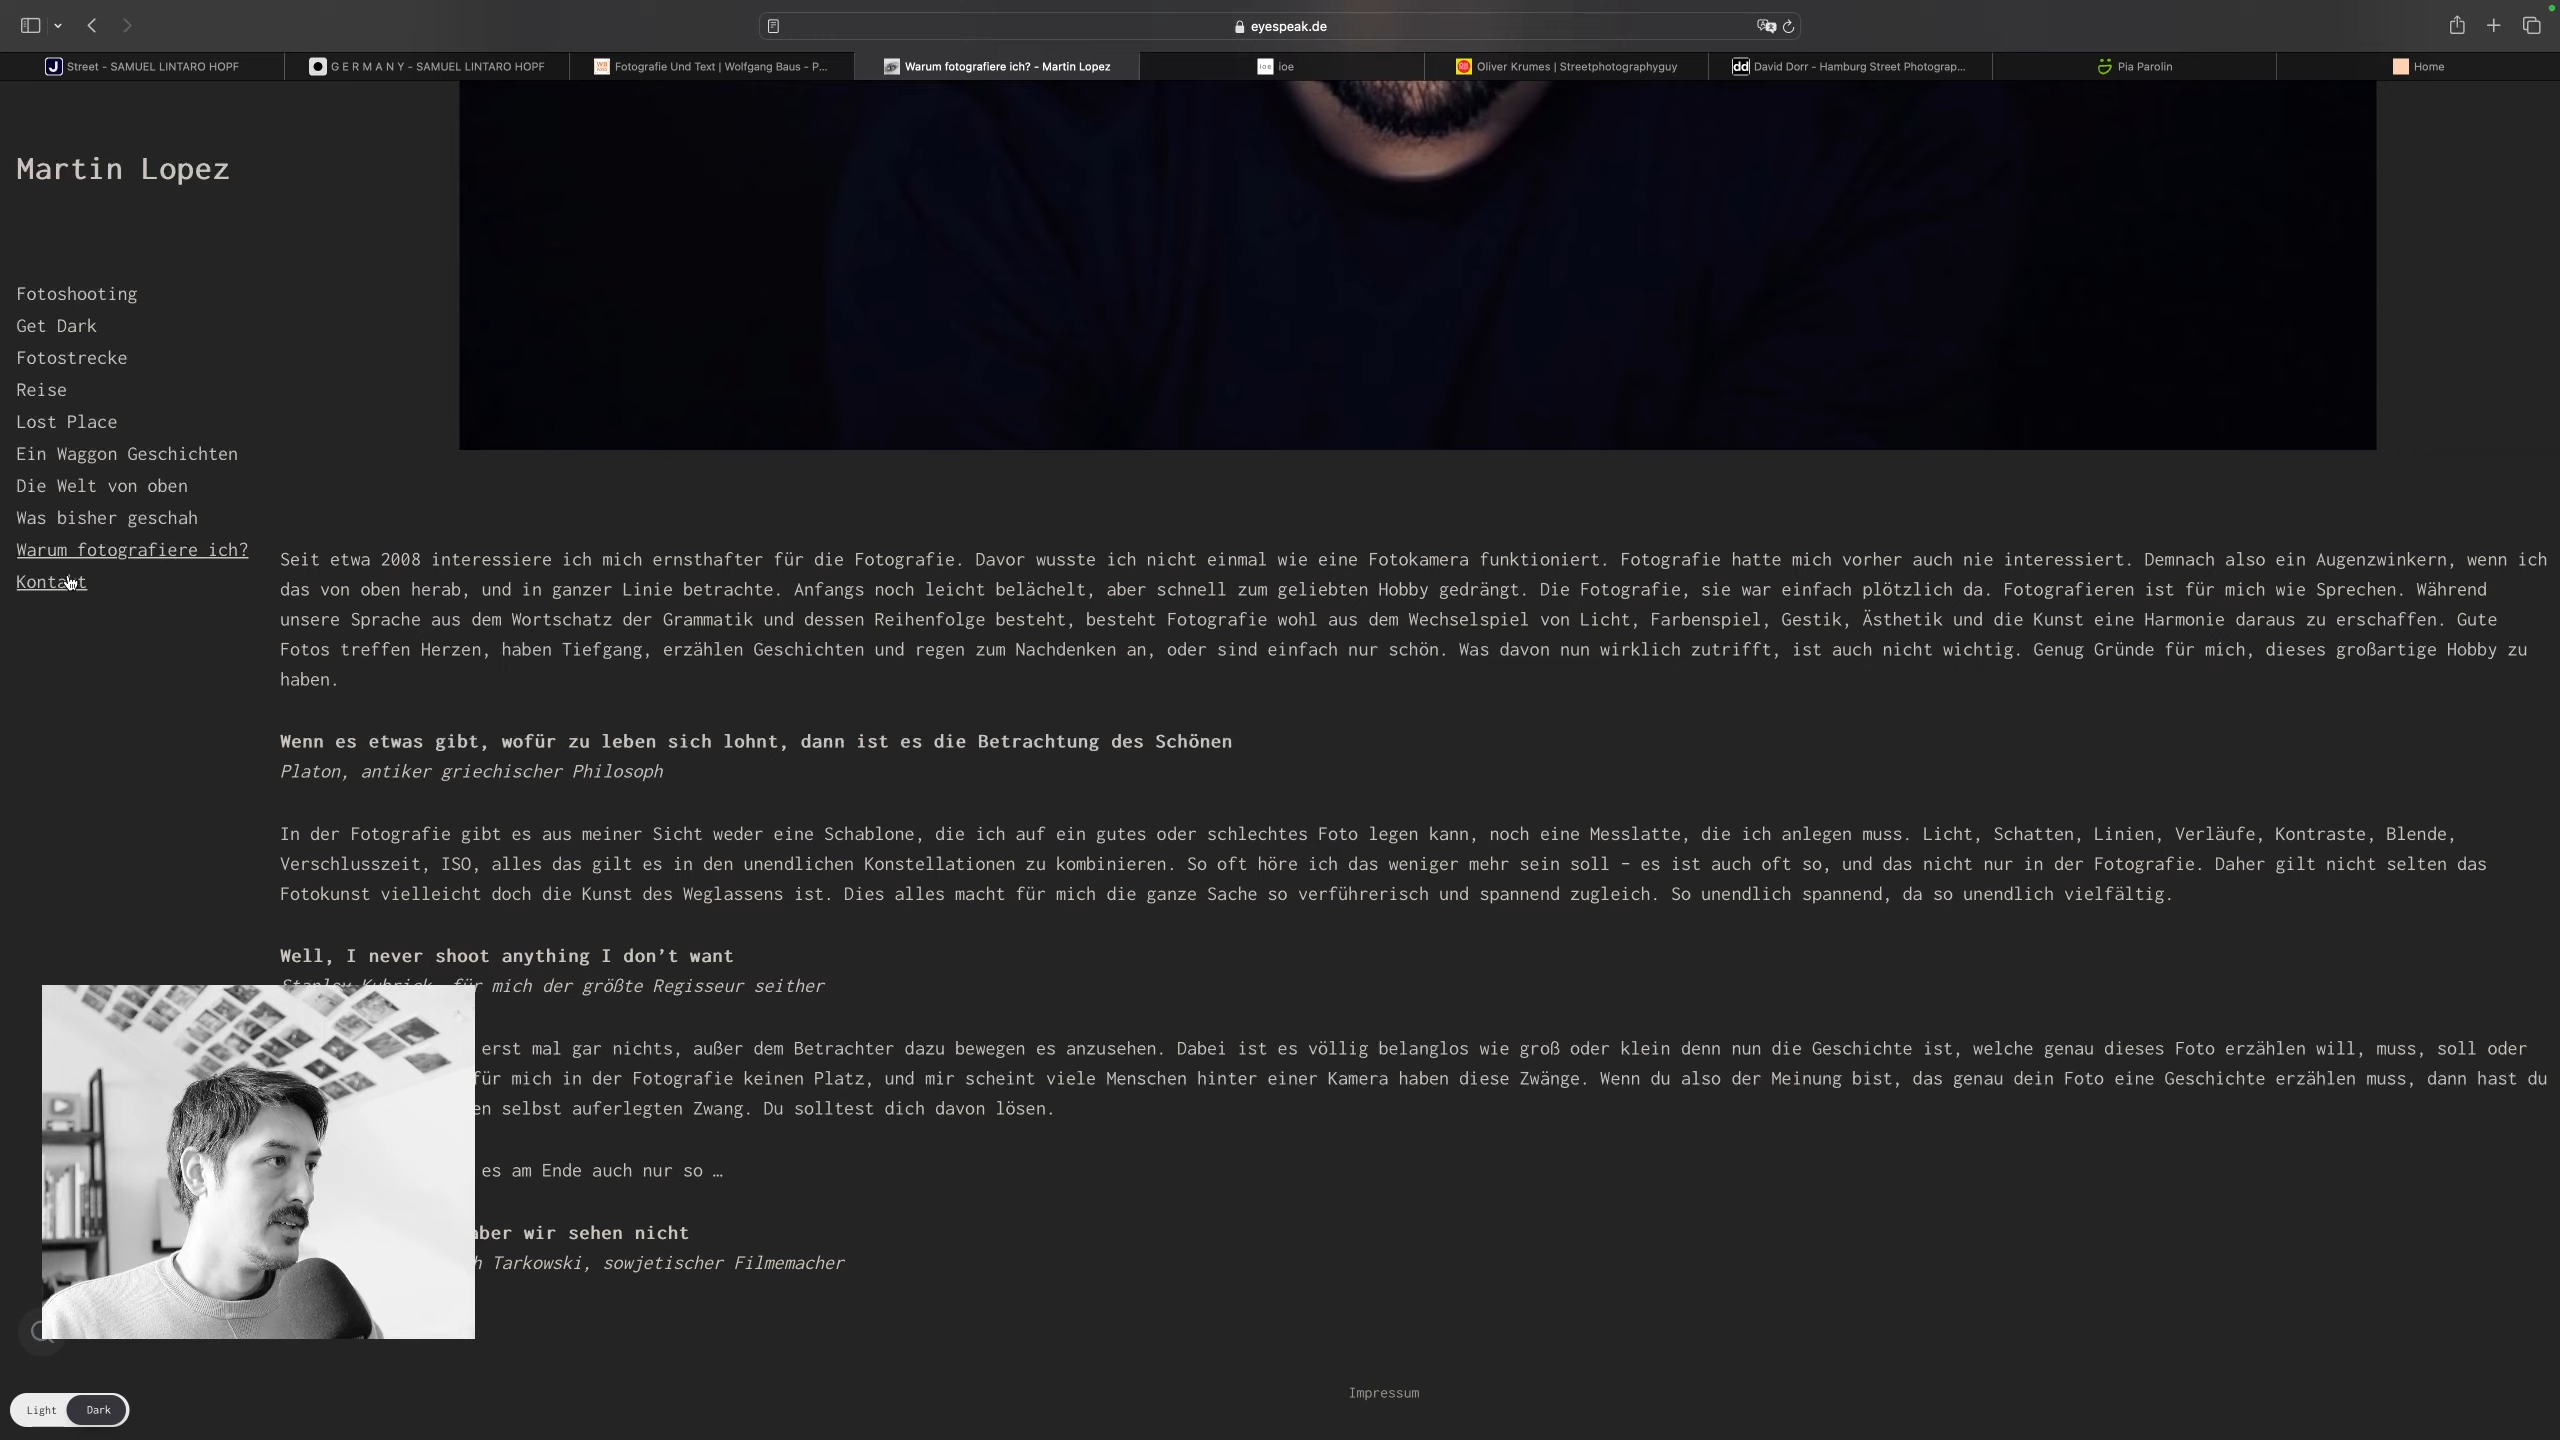 eyespeak.de
Street - SAMUEL LINTARO HOPF
G E R M A N Y - SAMUEL LINTARO HOPF
Fotografie Und Text | Wolfgang Baus - P...
Warum fotografiere ich? - Martin Lopez
ioe
Oliver Krumes | Streetphotographyguy
dd David Dorr - Hamburg Street Photograp...
Pia Parolin
Home
Martin Lopez
Fotoshooting
Get Dark
Fotostrecke
Reise
Lost Place
Ein Waggon Geschichten
Die Welt von oben
Was bisher geschah
Warum fotografiere ich?
Kontakt
Seit etwa 2008 interessiere ich mich ernsthafter für die Fotografie. Davor wusste ich nicht einmal wie eine Fotokamera funktioniert. Fotografie hatte mich vorher auch nie interessiert. Demnach also ein Augenzwinkern, wenn ich
das von oben herab, und in ganzer Linie betrachte. Anfangs noch leicht belächelt, aber schnell zum geliebten Hobby gedrängt. Die Fotografie, sie war einfach plötzlich da. Fotografieren ist für mich wie Sprechen. Während
unsere Sprache aus dem Wortschatz der Grammatik und dessen Reihenfolge besteht, besteht Fotografie wohl aus dem Wechselspiel von Licht, Farbenspiel, Gestik, Ästhetik und die Kunst eine Harmonie daraus zu erschaffen. Gute
Fotos treffen Herzen, haben Tiefgang, erzählen Geschichten und regen zum Nachdenken an, oder sind einfach nur schön. Was davon nun wirklich zutrifft, ist auch nicht wichtig. Genug Gründe für mich, dieses großartige Hobby zu
haben.
Wenn es etwas gibt, wofür zu leben sich lohnt, dann ist es die Betrachtung des Schönen
Platon, antiker griechischer Philosoph
In der Fotografie gibt es aus meiner Sicht weder eine Schablone, die ich auf ein gutes oder schlechtes Foto legen kann, noch eine Messlatte, die ich anlegen muss. Licht, Schatten, Linien, Verläufe, Kontraste, Blende,
Verschlusszeit, ISO, alles das gilt es in den unendlichen Konstellationen zu kombinieren. So oft höre ich das weniger mehr sein soll – es ist auch oft so, und das nicht nur in der Fotografie. Daher gilt nicht selten das
Fotokunst vielleicht doch die Kunst des Weglassens ist. Dies alles macht für mich die ganze Sache so verführerisch und spannend zugleich. So unendlich spannend, da so unendlich vielfältig.
Well, I never shoot anything I don’t want
Stanley Kubrick, für mich der größte Regisseur seither
erst mal gar nichts, außer dem Betrachter dazu bewegen es anzusehen. Dabei ist es völlig belanglos wie groß oder klein denn nun die Geschichte ist, welche genau dieses Foto erzählen will, muss, soll oder
für mich in der Fotografie keinen Platz, und mir scheint viele Menschen hinter einer Kamera haben diese Zwänge. Wenn du also der Meinung bist, das genau dein Foto eine Geschichte erzählen muss, dann hast du
en selbst auferlegten Zwang. Du solltest dich davon lösen.
es am Ende auch nur so …
aber wir sehen nicht
h Tarkowski, sowjetischer Filmemacher
Impressum
Light Dark